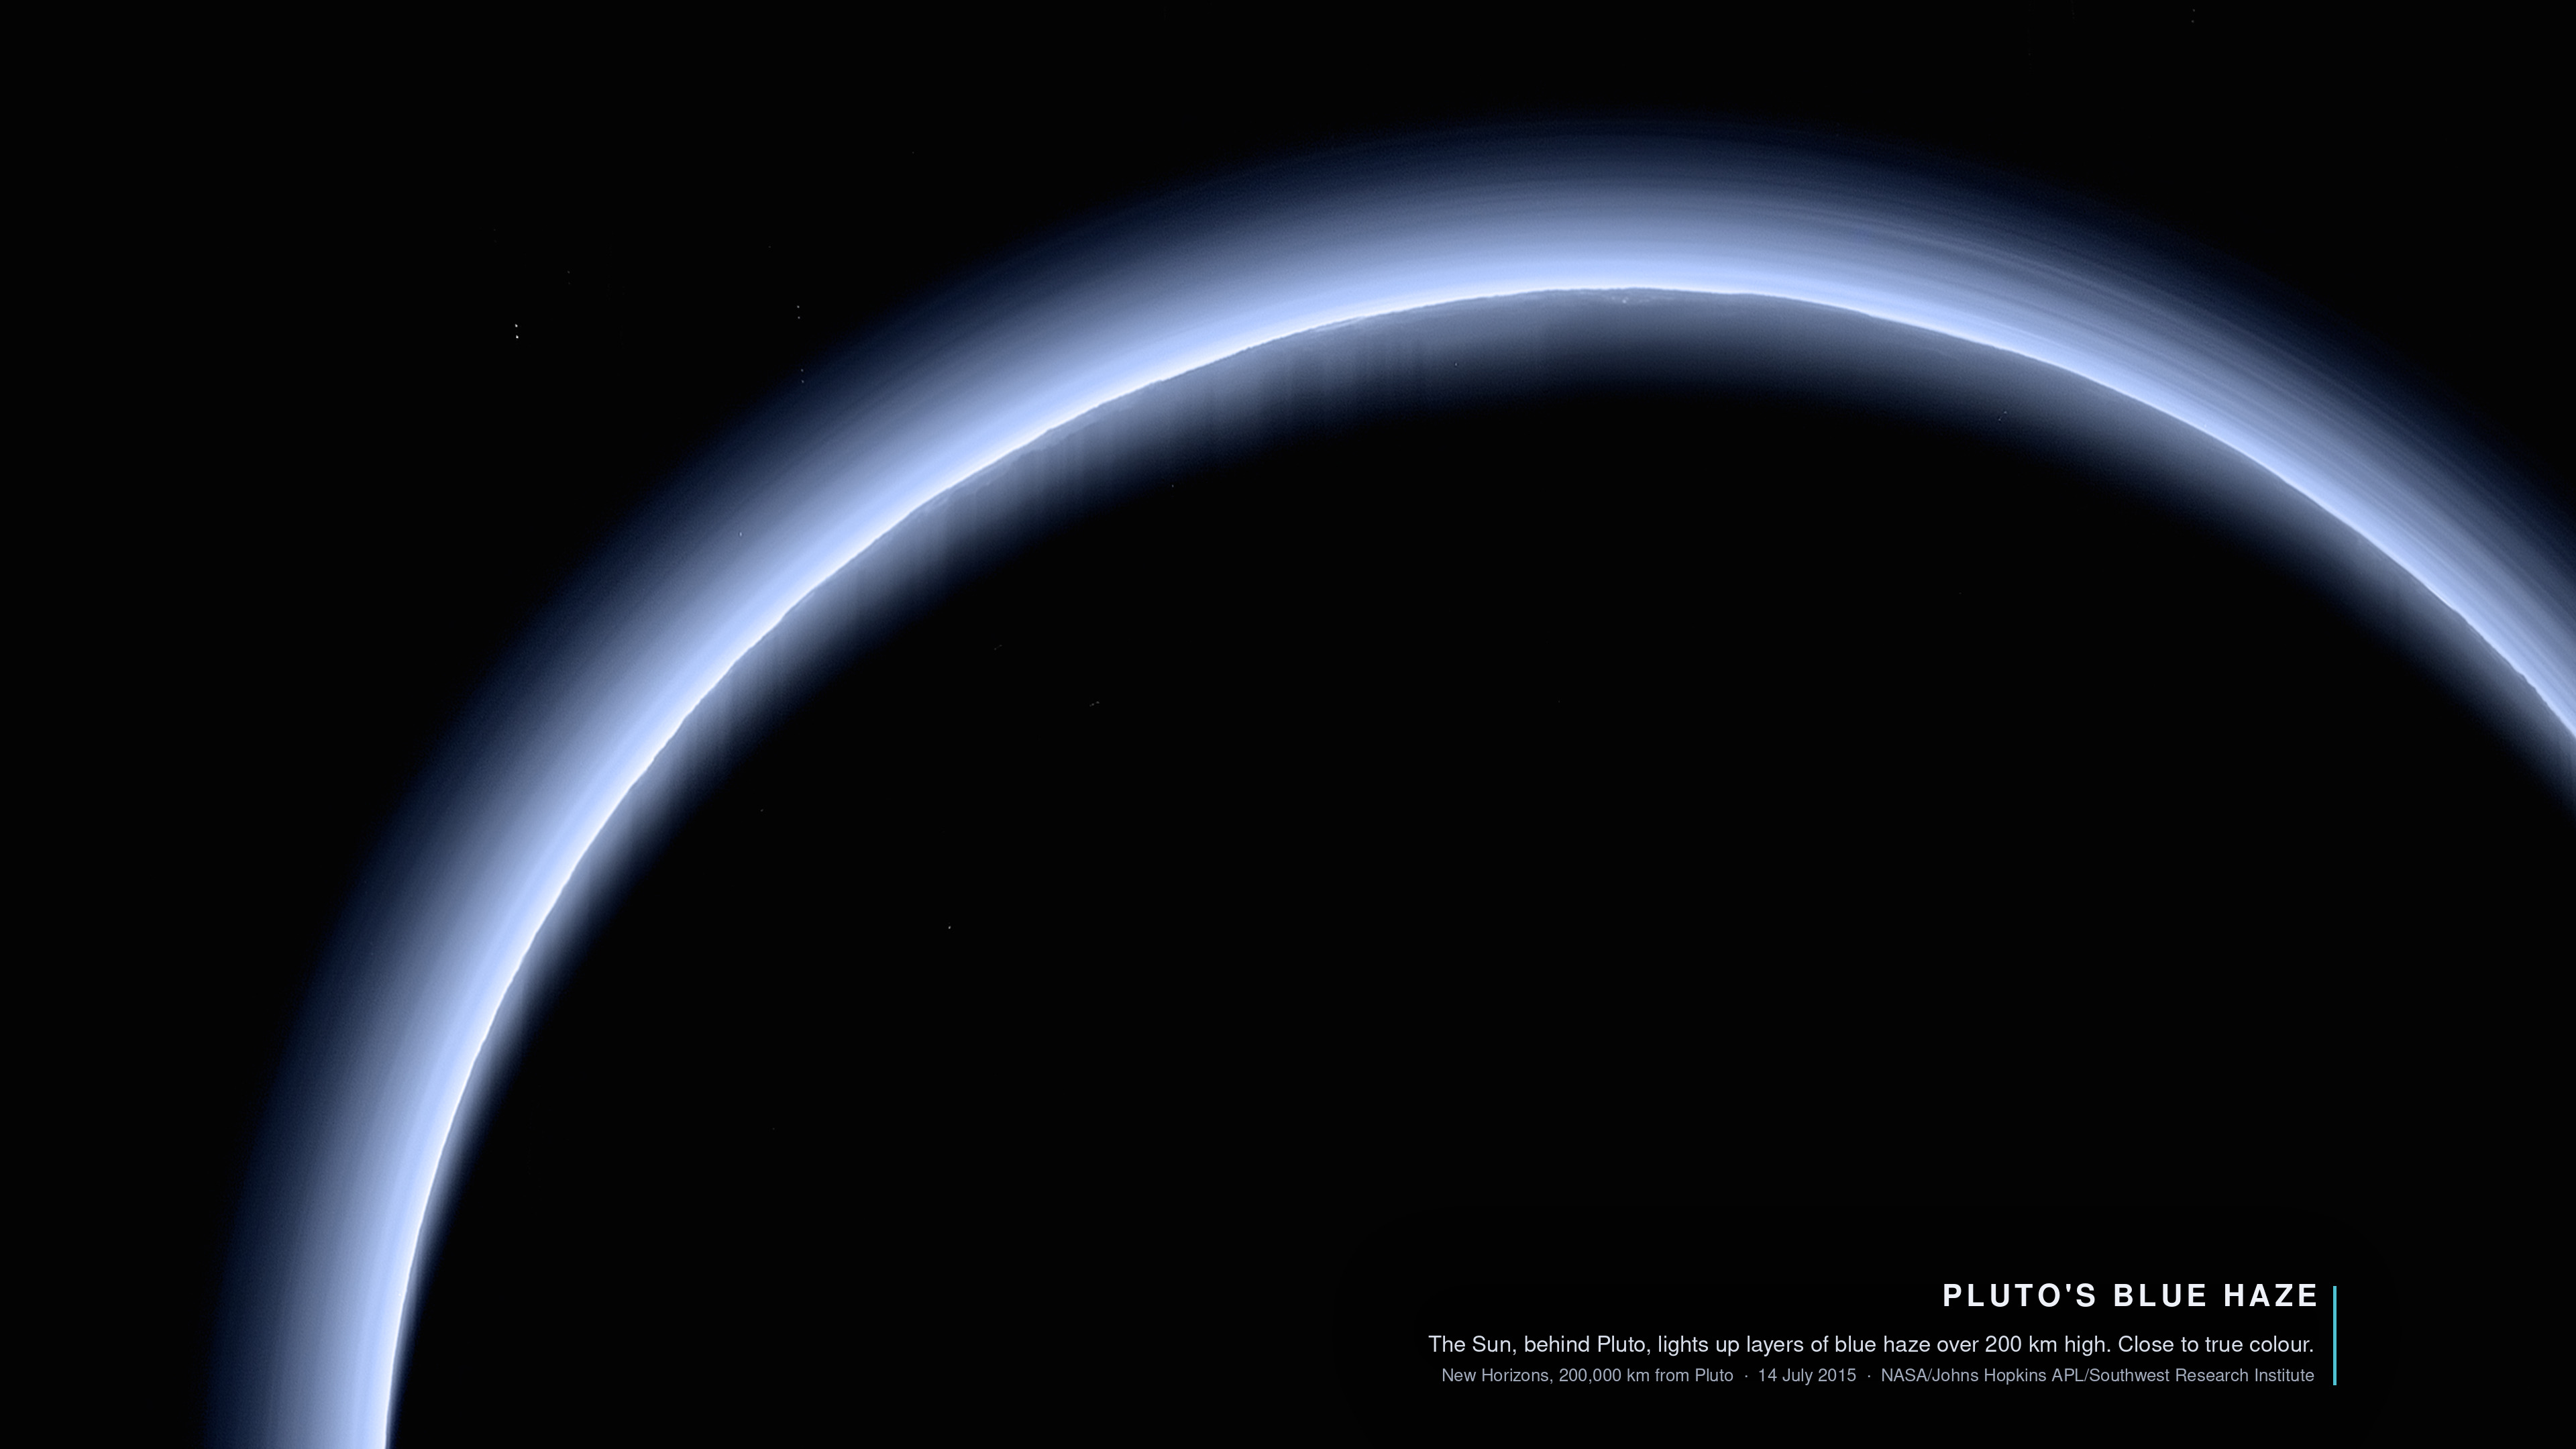 PLUTO'S BLUE HAZE
The Sun, behind Pluto, lights up layers of blue haze over 200 km high. Close to true colour.
New Horizons, 200,000 km from Pluto · 14 July 2015 · NASA/Johns Hopkins APL/Southwest Research Institute